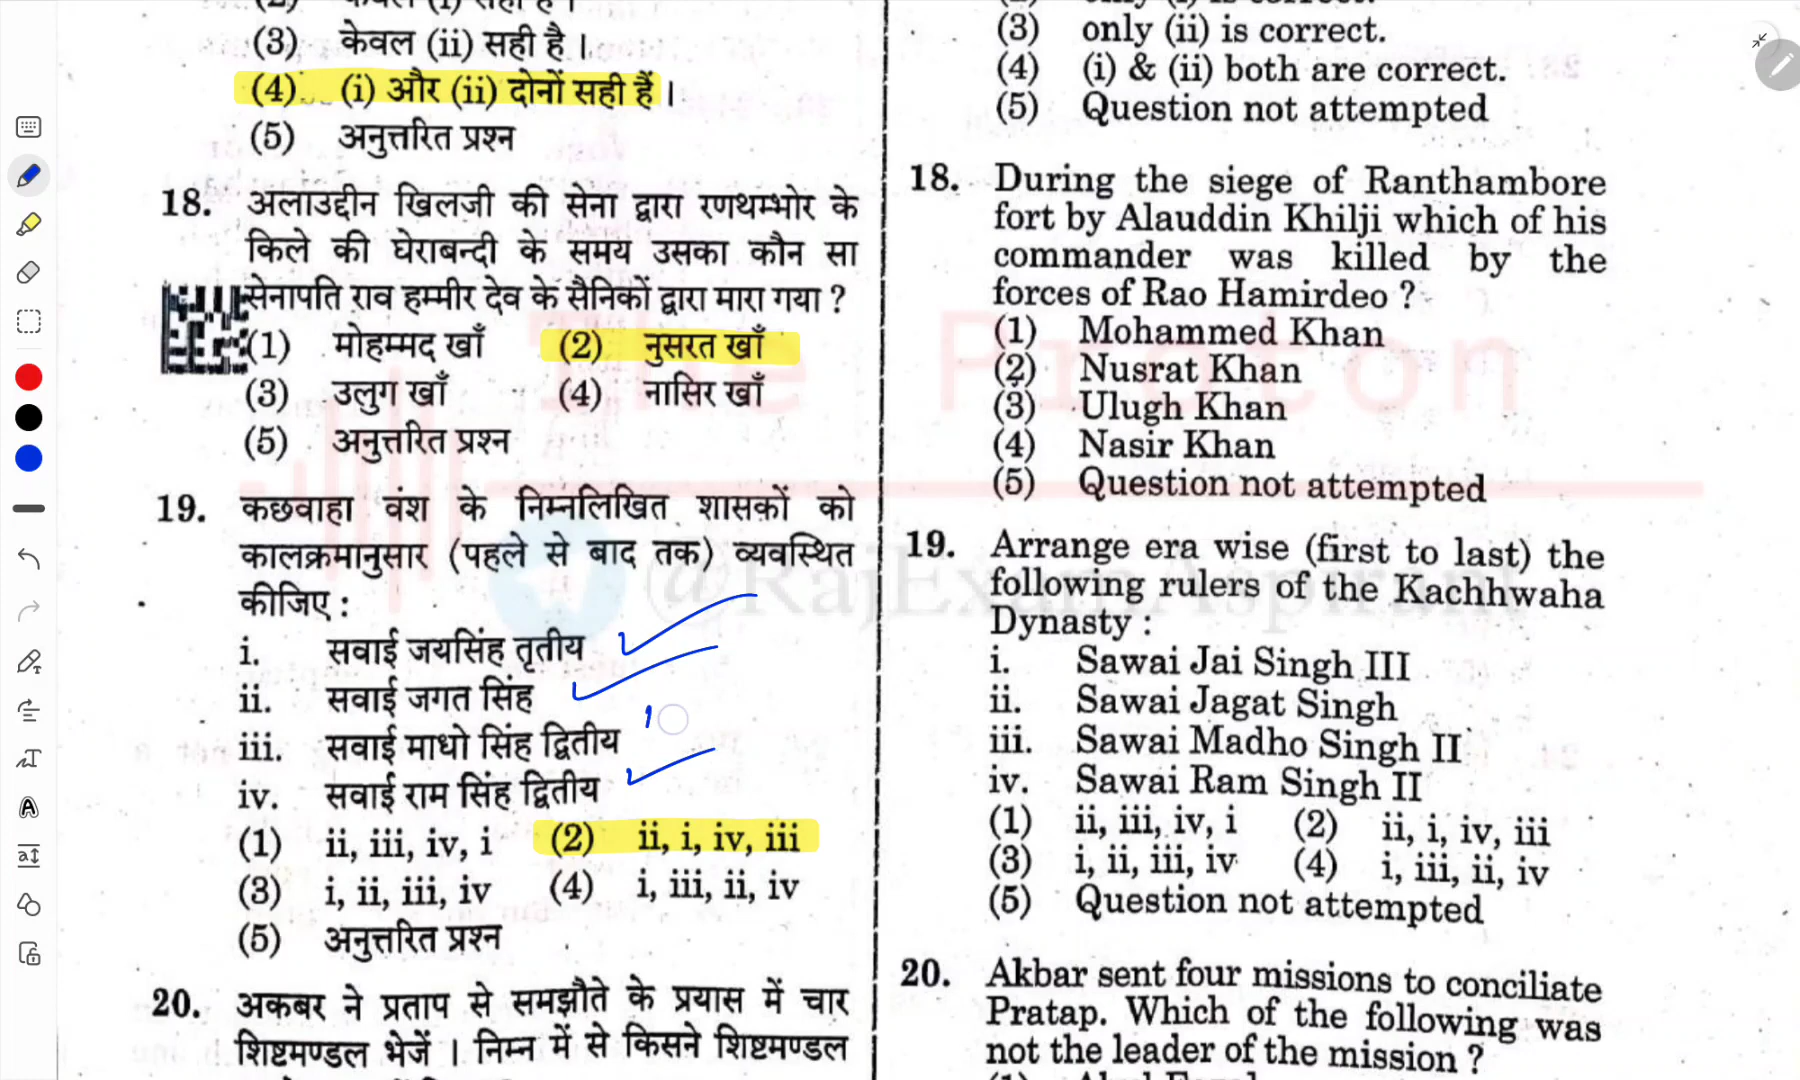 (3) केवल (ii) सही है ।
(4) (i) और (ii) दोनों सही हैं ।
(5) अनुत्तरित प्रश्न
18. अलाउद्दीन खिलजी की सेना द्वारा रणथम्भोर के
किले की घेराबन्दी के समय उसका कौन सा
सेनापति राव हम्मीर देव के सैनिकों द्वारा मारा गया ?
(1) मोहम्मद खाँ (2) नुसरत खाँ
(3) उलुग खाँ (4) नासिर खाँ
(5) अनुत्तरित प्रश्न
19. कछवाहा वंश के निम्नलिखित शासकों को
कालक्रमानुसार (पहले से बाद तक) व्यवस्थित
कीजिए :
i. सवाई जयसिंह तृतीय
ii. सवाई जगत सिंह
iii. सवाई माधो सिंह द्वितीय
iv. सवाई राम सिंह द्वितीय
(1) ii, iii, iv, i (2) ii, i, iv, iii
(3) i, ii, iii, iv (4) i, iii, ii, iv
(5) अनुत्तरित प्रश्न
20. अकबर ने प्रताप से समझौते के प्रयास में चार
शिष्टमण्डल भेजें । निम्न में से किसने शिष्टमण्डल
(3) only (ii) is correct.
(4) (i) & (ii) both are correct.
(5) Question not attempted
18. During the siege of Ranthambore
fort by Alauddin Khilji which of his
commander was killed by the
forces of Rao Hamirdeo ?
(1) Mohammed Khan
(2) Nusrat Khan
(3) Ulugh Khan
(4) Nasir Khan
(5) Question not attempted
19. Arrange era wise (first to last) the
following rulers of the Kachhwaha
Dynasty :
i. Sawai Jai Singh III
ii. Sawai Jagat Singh
iii. Sawai Madho Singh II
iv. Sawai Ram Singh II
(1) ii, iii, iv, i (2) ii, i, iv, iii
(3) i, ii, iii, iv (4) i, iii, ii, iv
(5) Question not attempted
20. Akbar sent four missions to conciliate
Pratap. Which of the following was
not the leader of the mission ?
The Pioton
@RajExamAspirant